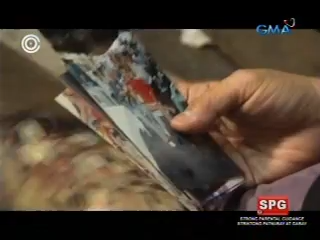 GMA
SPG
STRONG PARENTAL GUIDANCE
STRIKTONG PATNUBAY AT GABAY